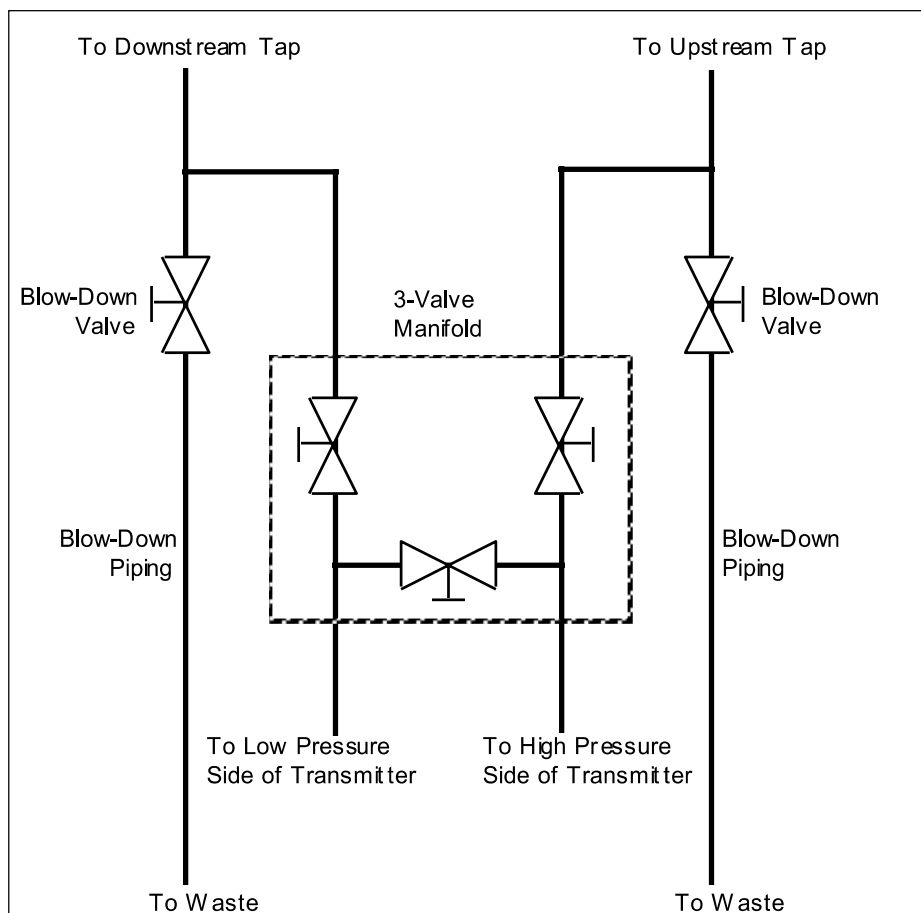 To Downstream Tap
To Upstream Tap
Blow-Down
Valve
3-Valve
Manifold
Blow-Down
Valve
Blow-Down
Piping
Blow-Down
Piping
To Low Pressure
Side of Transmitter
To High Pressure
Side of Transmitter
To Waste
To Waste